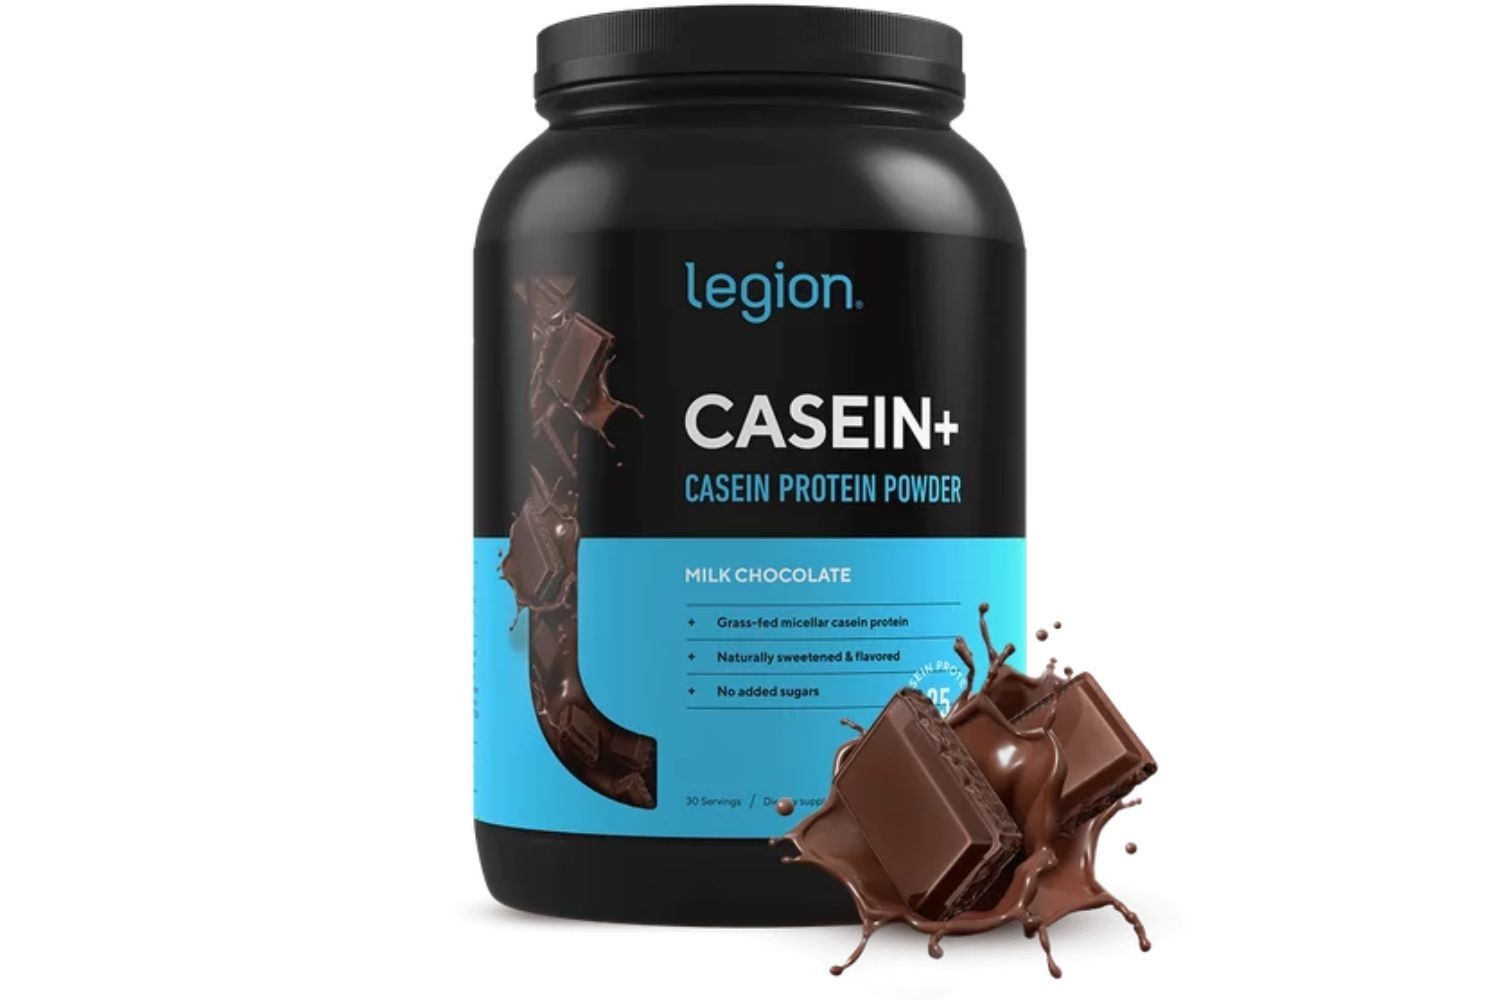 legion.®
CASEIN+
CASEIN PROTEIN POWDER
MILK CHOCOLATE
+ Grass-fed micellar casein protein
+ Naturally sweetened & flavored
+ No added sugars
25
30 Servings /